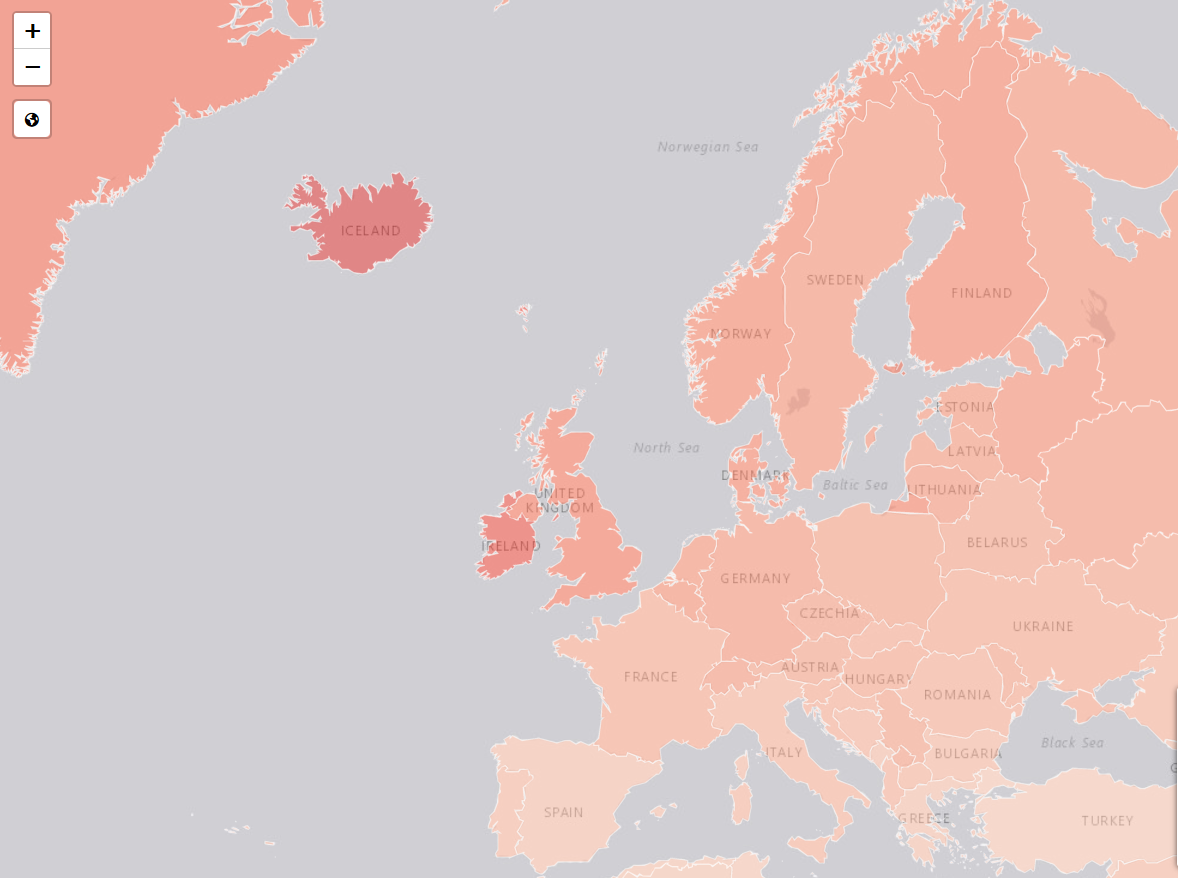 +
−
Norwegian Sea
ICELAND
SWEDEN
FINLAND
NORWAY
ESTONIA
North Sea
LATVIA
DENMARK
Baltic Sea
LITHUANIA
UNITED
KINGDOM
IRELAND
BELARUS
GERMANY
CZECHIA
UKRAINE
AUSTRIA
FRANCE
HUNGARY
ROMANIA
Black Sea
ITALY
BULGARIA
SPAIN
GREECE
TURKEY